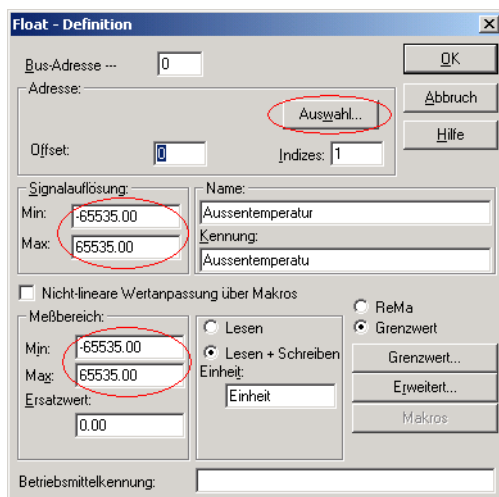 Float - Definition
Bus-Adresse --- 0
OK
Adresse:
Auswahl...
Abbruch
Offset: 0 Indizes: 1
Hilfe
Signalauflösung:
Min: -65535.00
Max: 65535.00
Name:
Aussentemperatur
Kennung:
Aussentemperatu
Nicht-lineare Wertanpassung über Makros
Meßbereich:
Min: -65535.00
Max: 65535.00
Ersatzwert:
0.00
Lesen
Lesen + Schreiben
Einheit:
Einheit
ReMa
Grenzwert
Grenzwert...
Erweitert...
Makros
Betriebsmittelkennung: